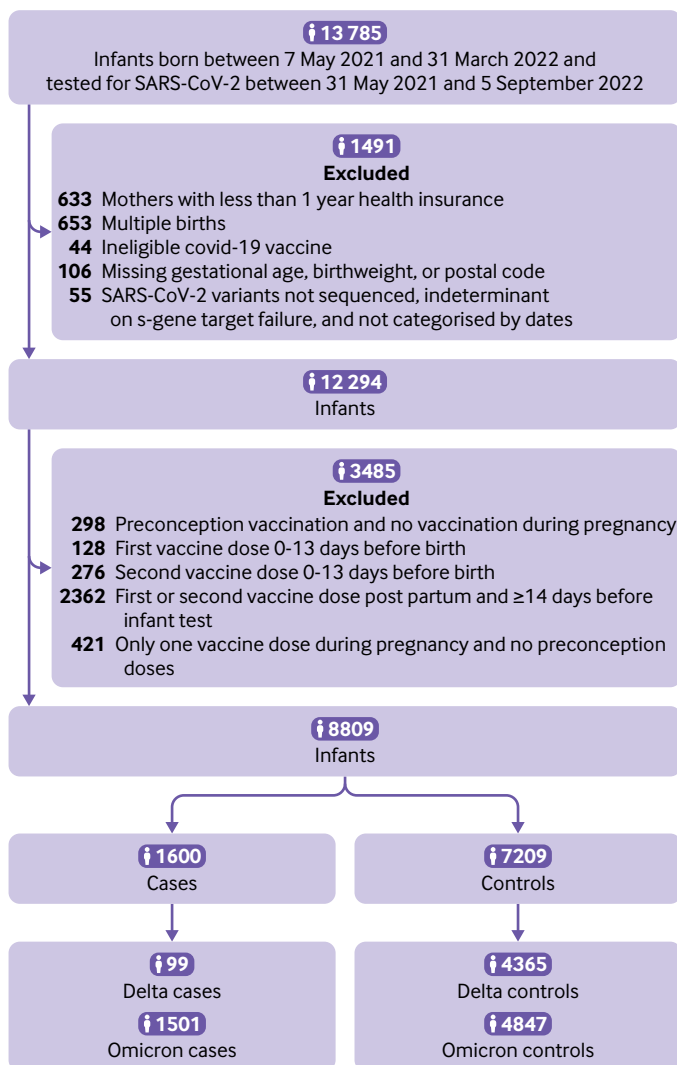 13 785
Infants born between 7 May 2021 and 31 March 2022 and
tested for SARS-CoV-2 between 31 May 2021 and 5 September 2022
1491
Excluded
633 Mothers with less than 1 year health insurance
653 Multiple births
44 Ineligible covid-19 vaccine
106 Missing gestational age, birthweight, or postal code
55 SARS-CoV-2 variants not sequenced, indeterminant
on s-gene target failure, and not categorised by dates
12 294
Infants
3485
Excluded
298 Preconception vaccination and no vaccination during pregnancy
128 First vaccine dose 0-13 days before birth
276 Second vaccine dose 0-13 days before birth
2362 First or second vaccine dose post partum and ≥14 days before
infant test
421 Only one vaccine dose during pregnancy and no preconception
doses
8809
Infants
1600
Cases
7209
Controls
99
Delta cases
1501
Omicron cases
4365
Delta controls
4847
Omicron controls